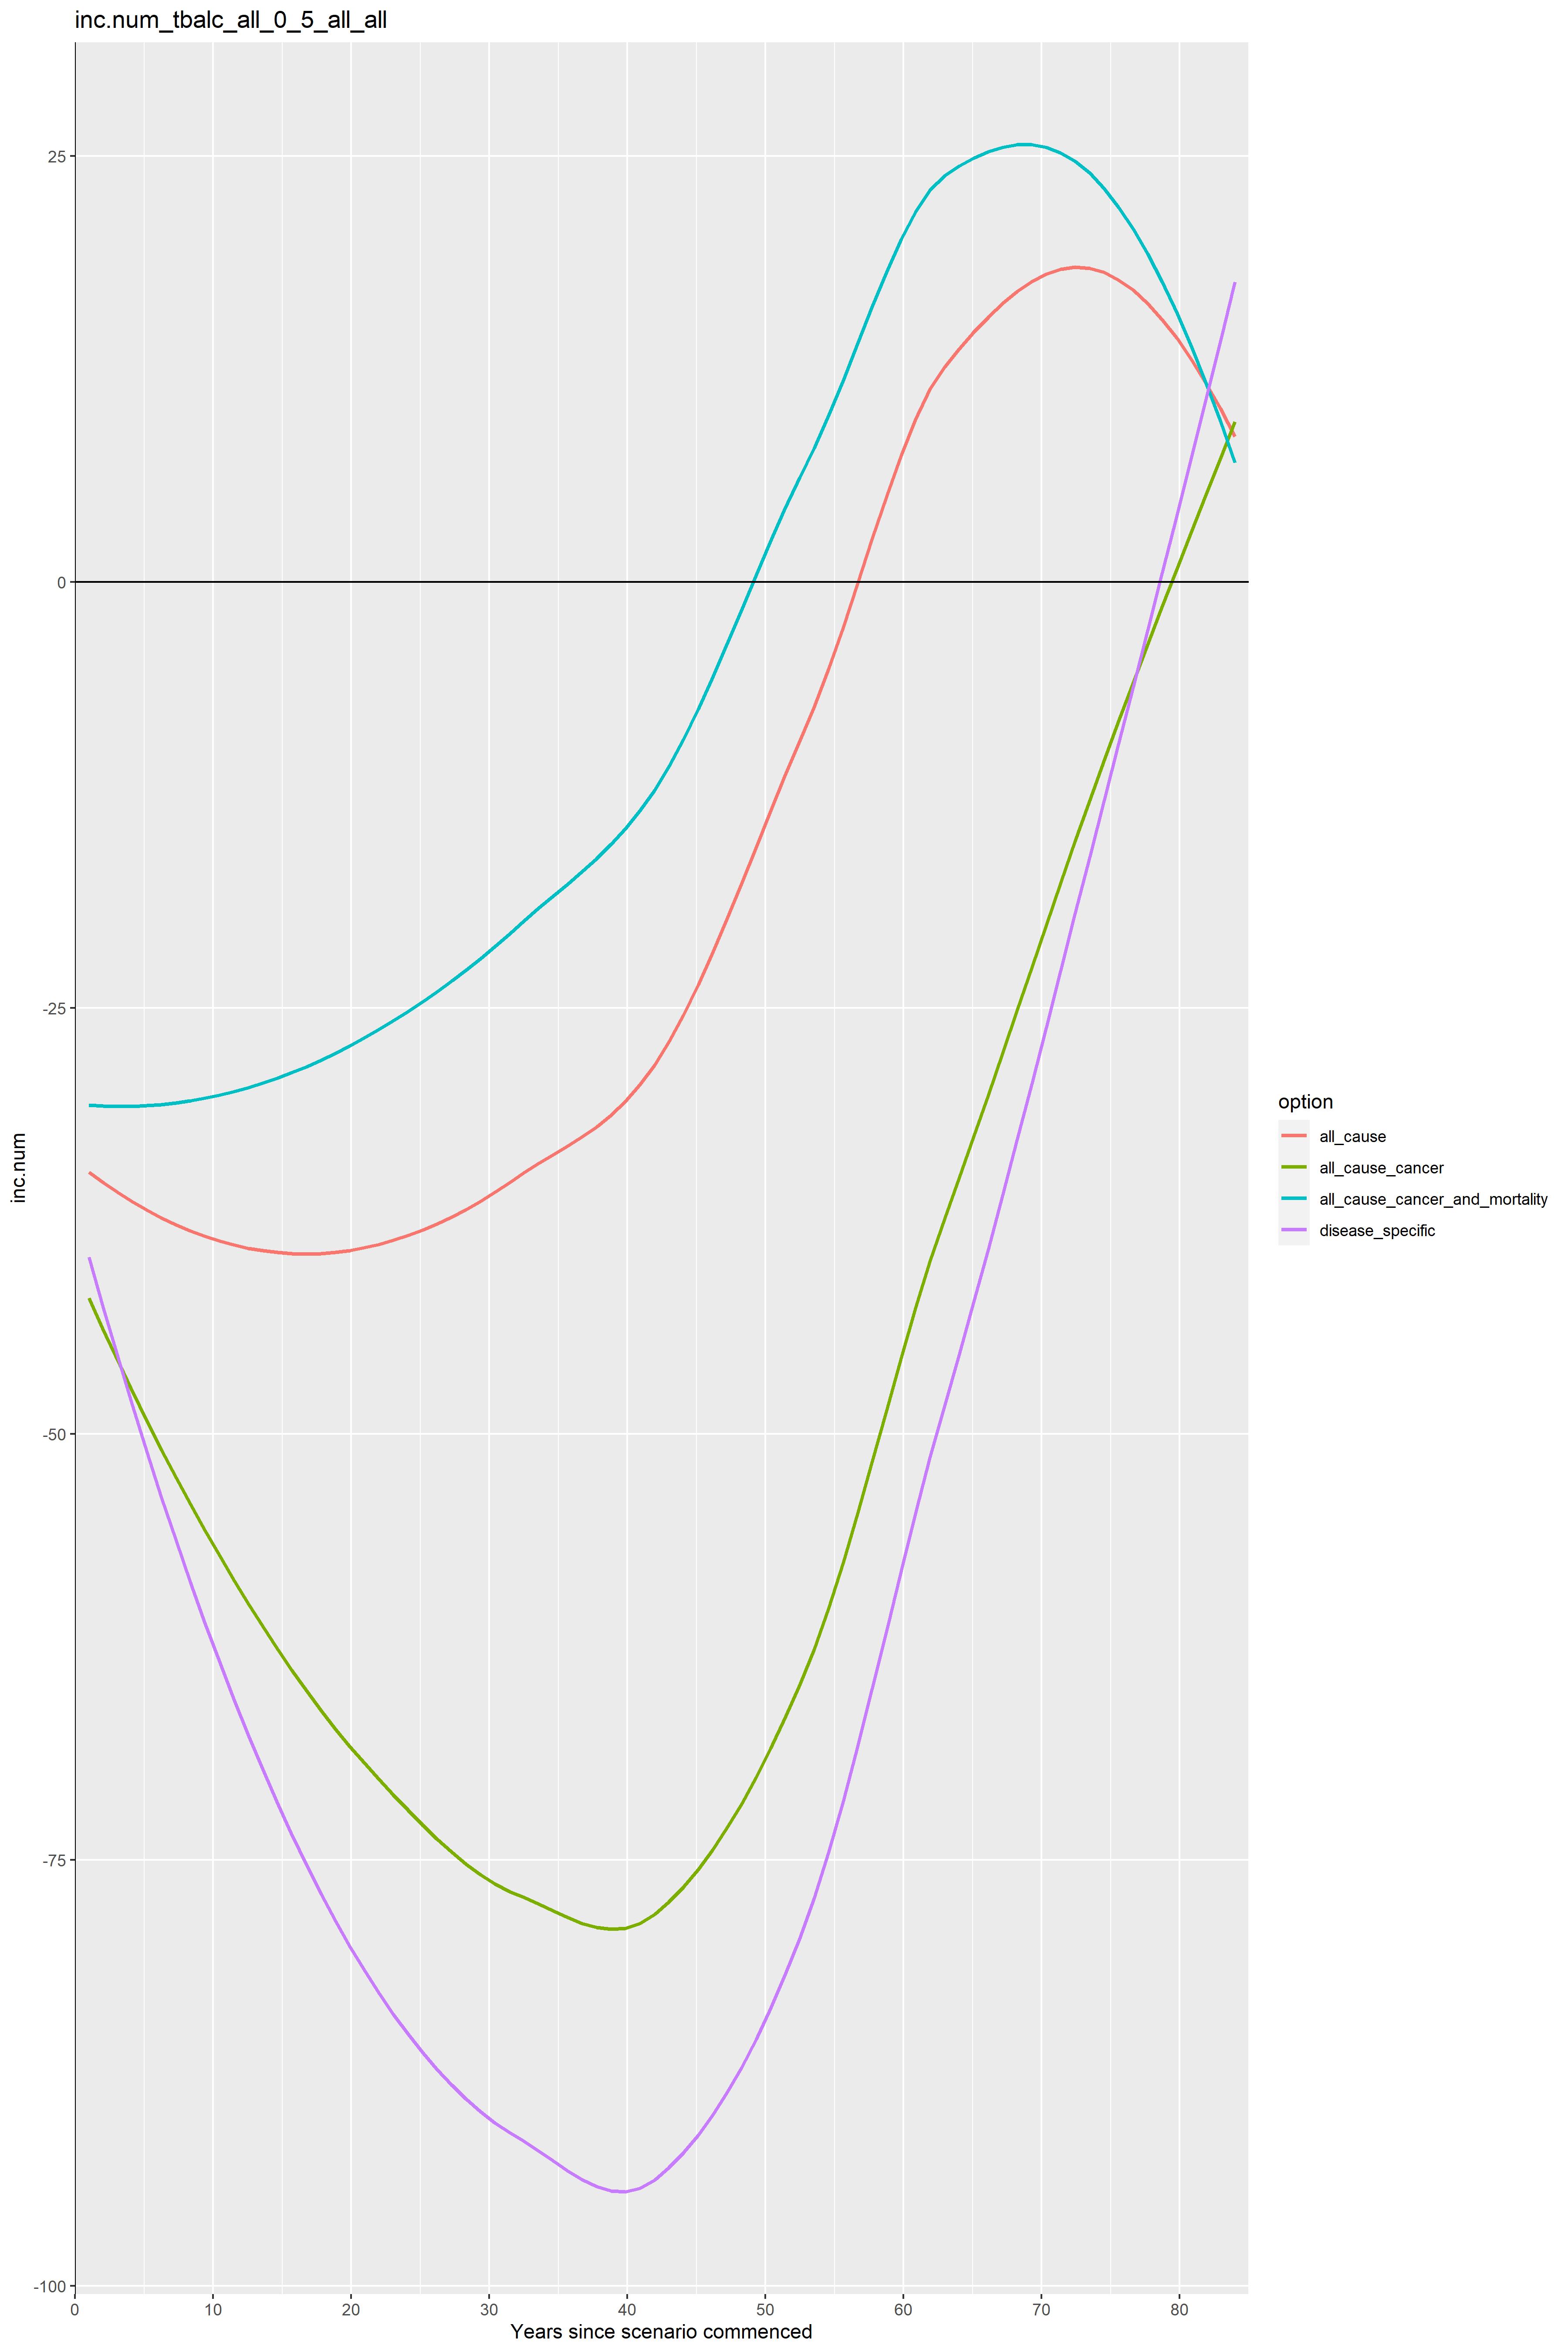 inc.num_tbalc_all_0_5_all_all
25
0
-25
-50
-75
-100
inc.num
0 10 20 30 40 50 60 70 80
Years since scenario commenced
option
all_cause
all_cause_cancer
all_cause_cancer_and_mortality
disease_specific